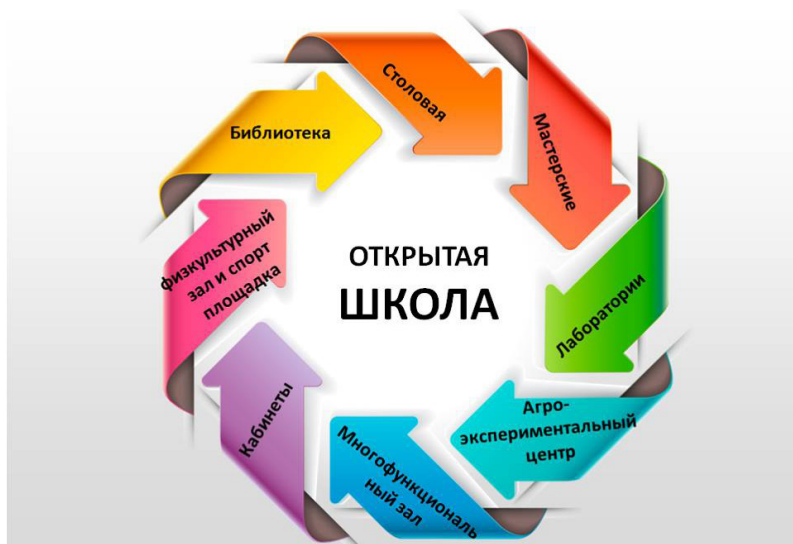 ОТКРЫТАЯ
ШКОЛА
Столовая
Мастерские
Лаборатории
Агро-
экспериментальный
центр
Многофункциональ
ный зал
Кабинеты
физкультурный
зал и спорт
площадка
Библиотека